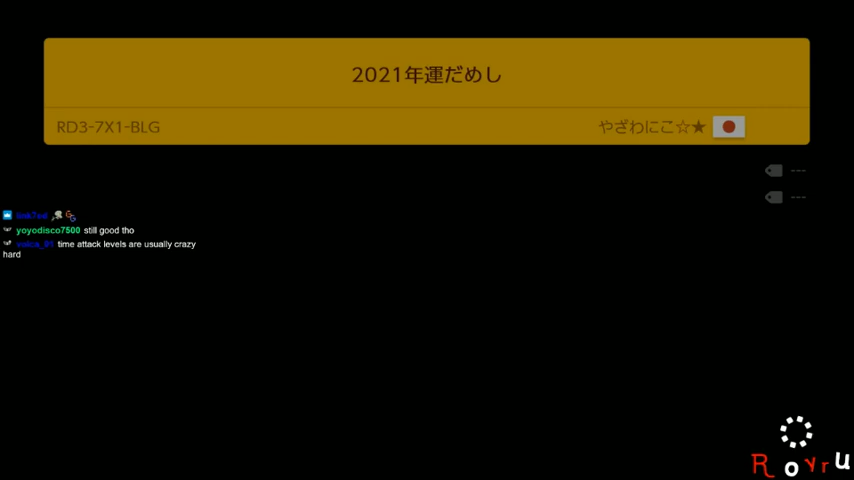 2021年運だめし
RD3-7X1-BLG
やざわにこ☆★
---
---
yoyodisco7500 still good tho
time attack levels are usually crazy
hard
Royru